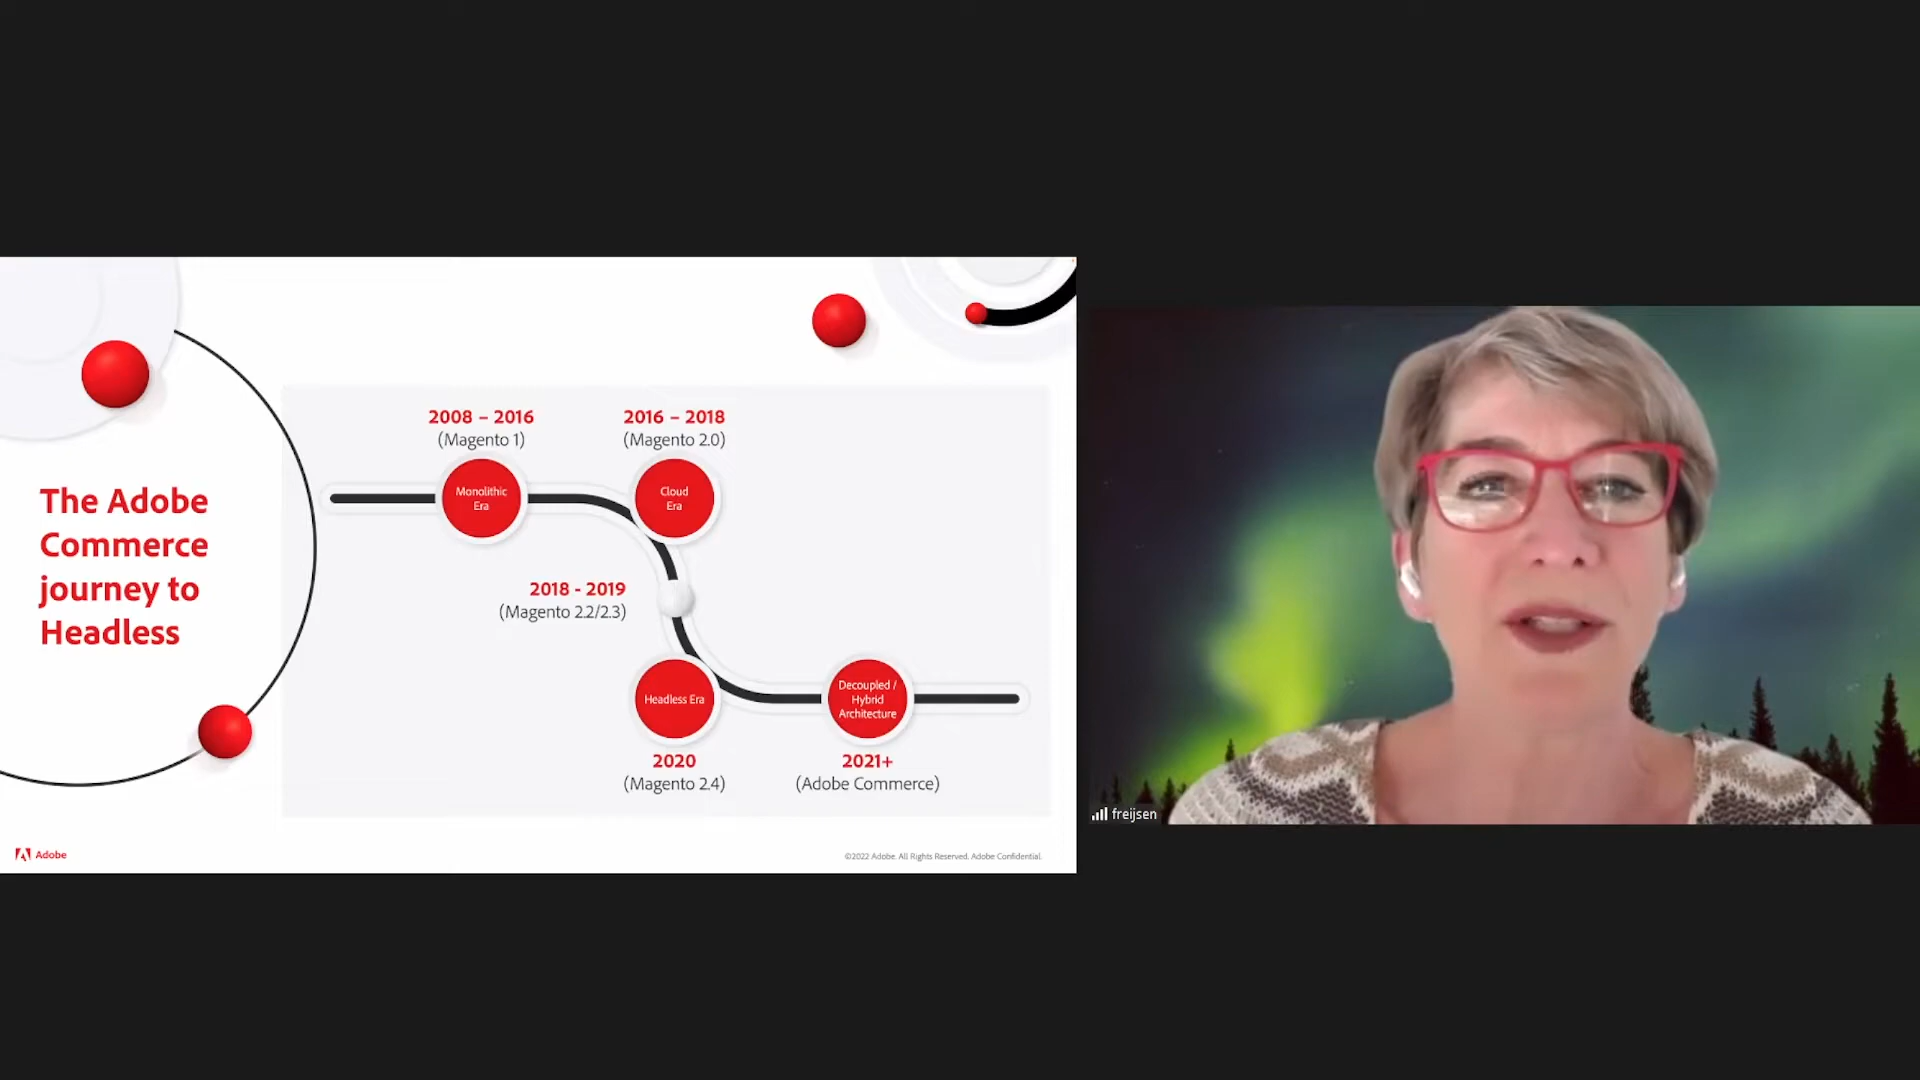 The Adobe
Commerce
journey to
Headless
2008 – 2016
(Magento 1)
Monolithic
Era
2016 – 2018
(Magento 2.0)
Cloud
Era
2018 - 2019
(Magento 2.2/2.3)
Headless Era
2020
(Magento 2.4)
Decoupled /
Hybrid
Architecture
2021+
(Adobe Commerce)
Adobe
©2022 Adobe. All Rights Reserved. Adobe Confidential.
freijsen